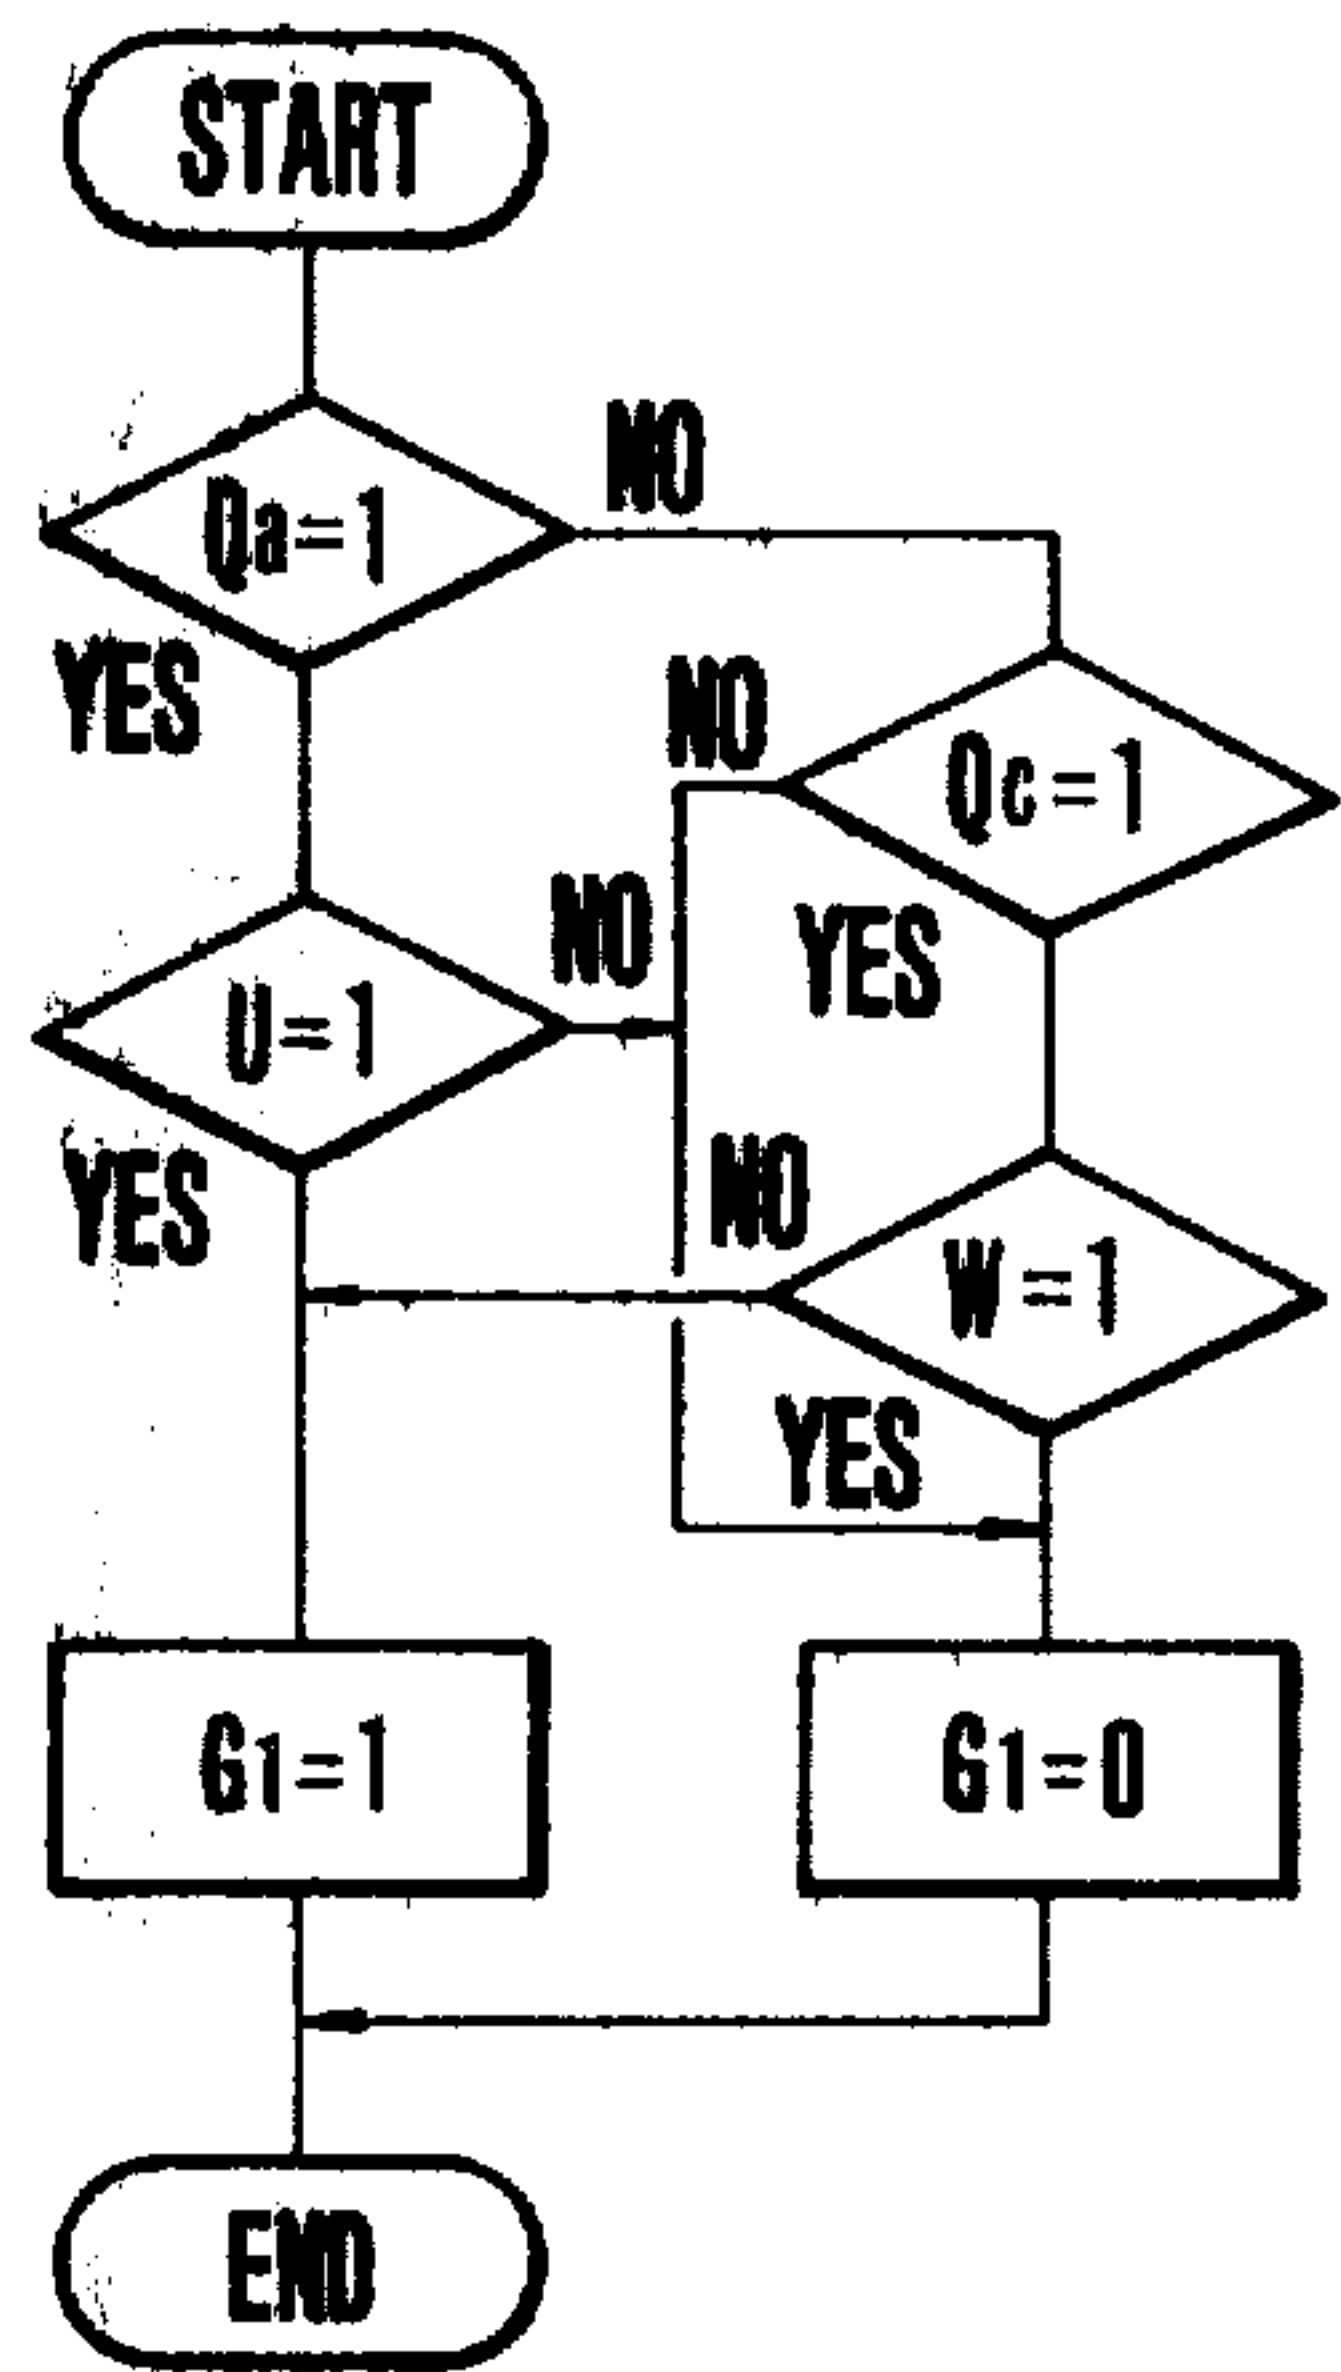 START
NO
Qa=1
YES
NO
Qc=1
NO
YES
U=1
YES
NO
W=1
YES
G1=1
G1=0
END